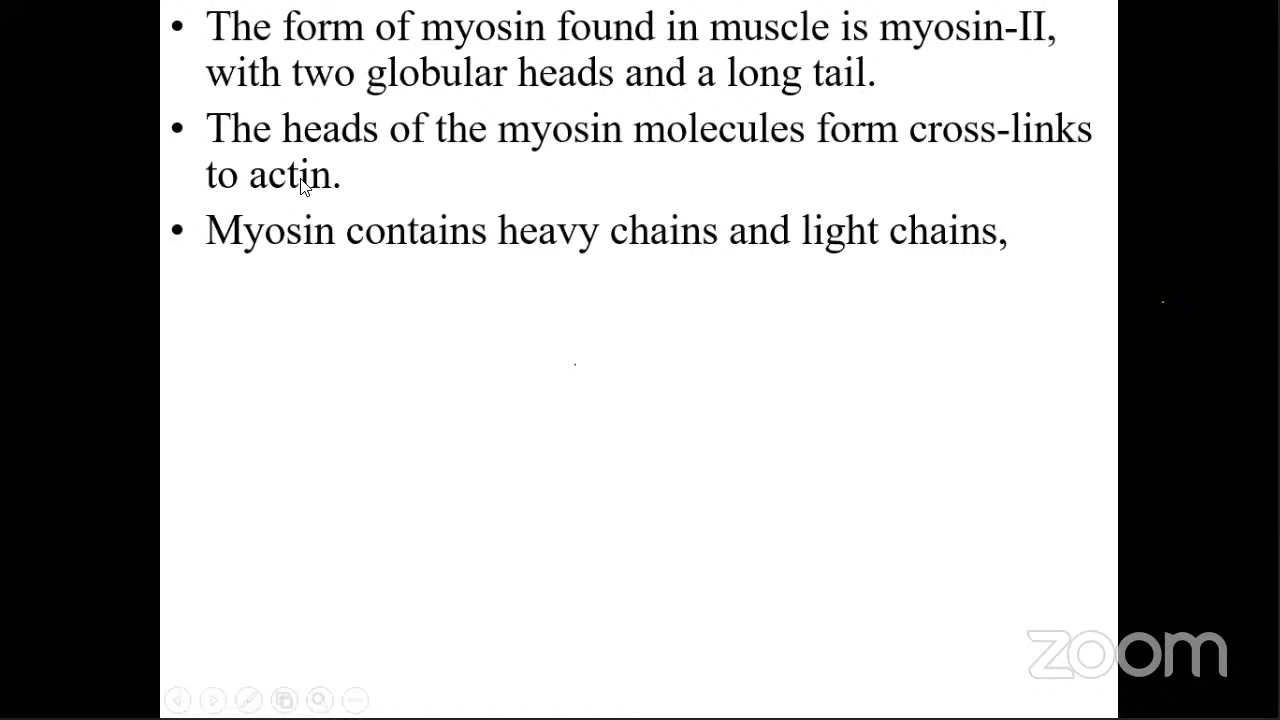 • The form of myosin found in muscle is myosin-II,
with two globular heads and a long tail.
• The heads of the myosin molecules form cross-links
to actin.
• Myosin contains heavy chains and light chains,
zoom